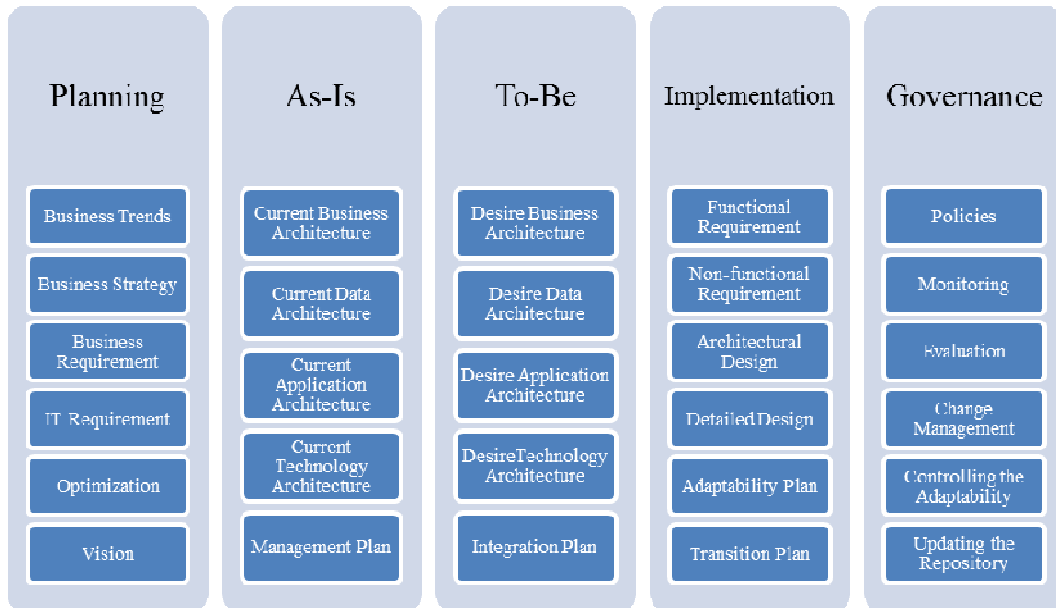 Planning
Business Trends
Business Strategy
Business
Requirement
IT Requirement
Optimization
Vision
As-Is
Current Business
Architecture
Current Data
Architecture
Current
Application
Architecture
Current
Technology
Architecture
Management Plan
To-Be
Desire Business
Architecture
Desire Data
Architecture
Desire Application
Architecture
DesireTechnology
Architecture
Integration Plan
Implementation
Functional
Requirement
Non-functional
Requirement
Architectural
Design
Detailed Design
Adaptability Plan
Transition Plan
Governance
Policies
Monitoring
Evaluation
Change
Management
Controlling the
Adaptability
Updating the
Repository